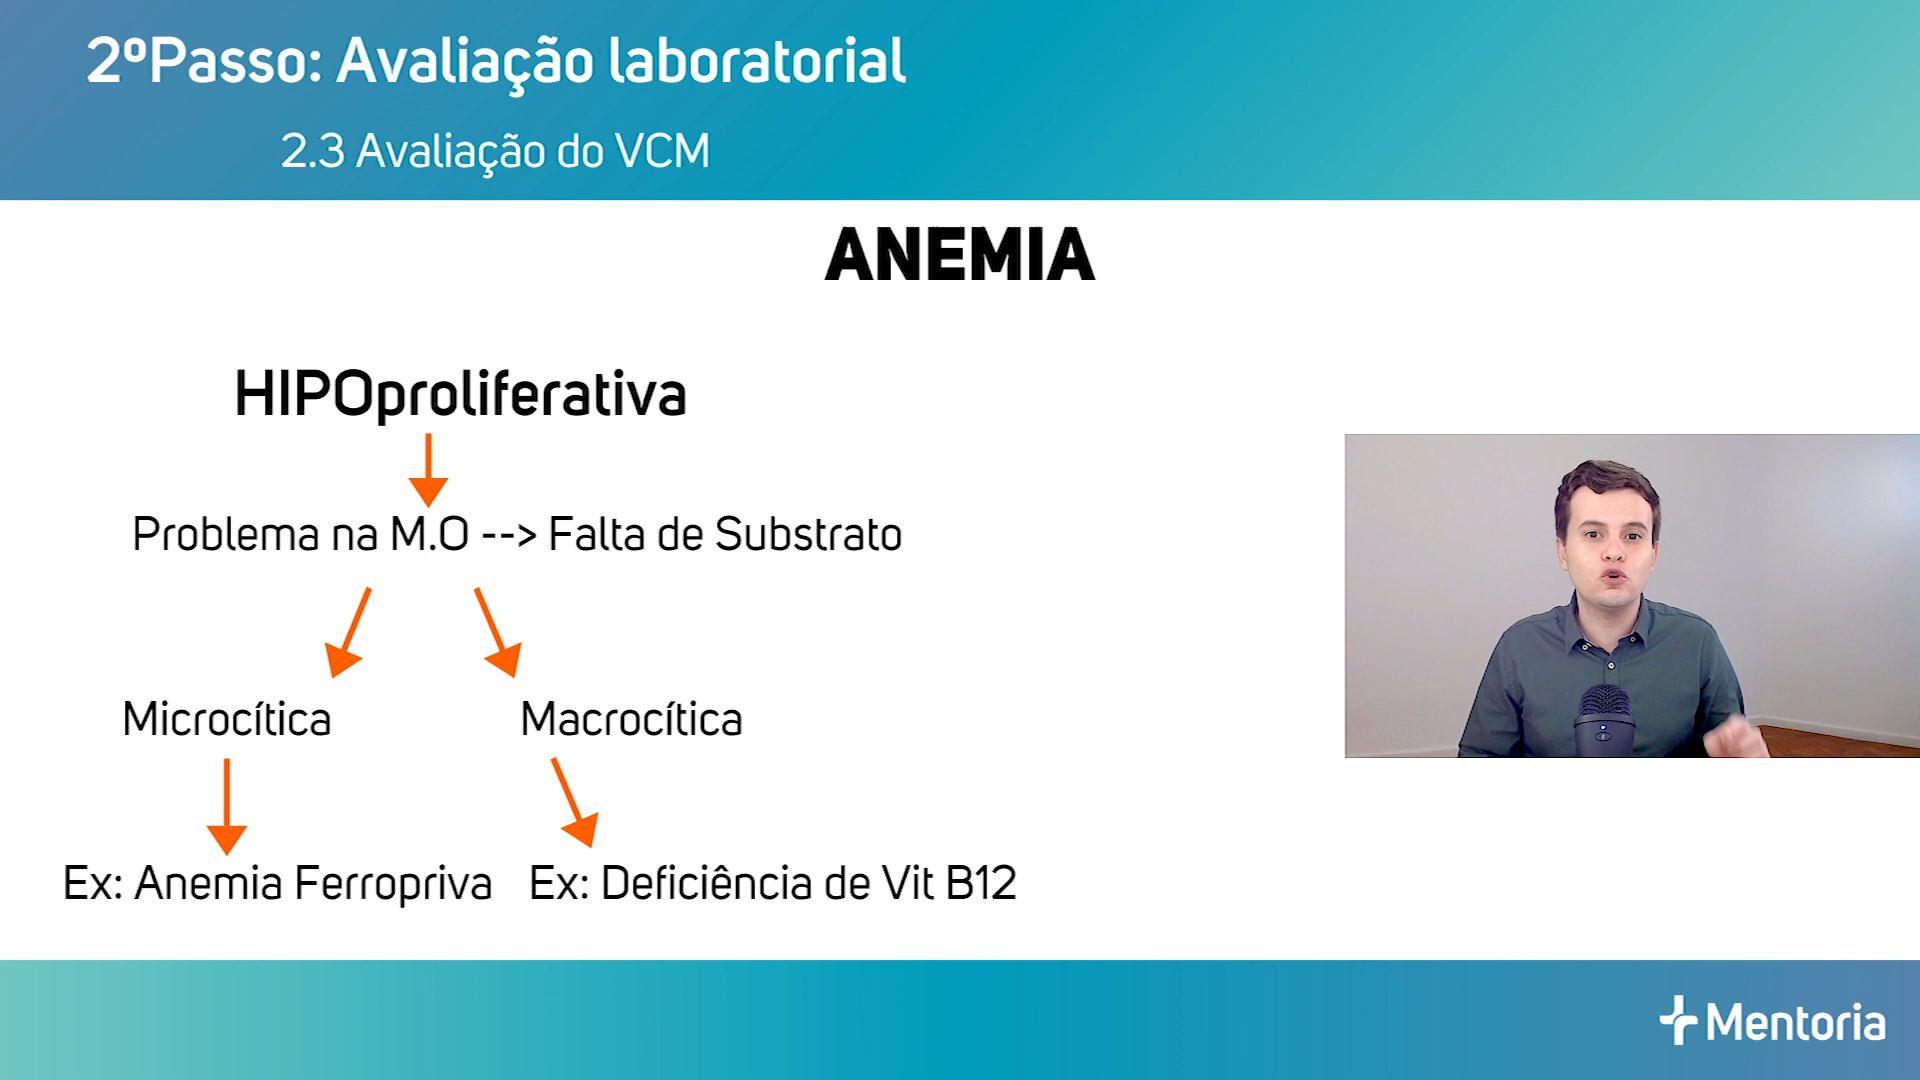 2ºPasso: Avaliação laboratorial
2.3 Avaliação do VCM
ANEMIA
HIPOproliferativa
Problema na M.O --> Falta de Substrato
Microcítica
Macrocítica
Ex: Anemia Ferropriva
Ex: Deficiência de Vit B12
Mentoria